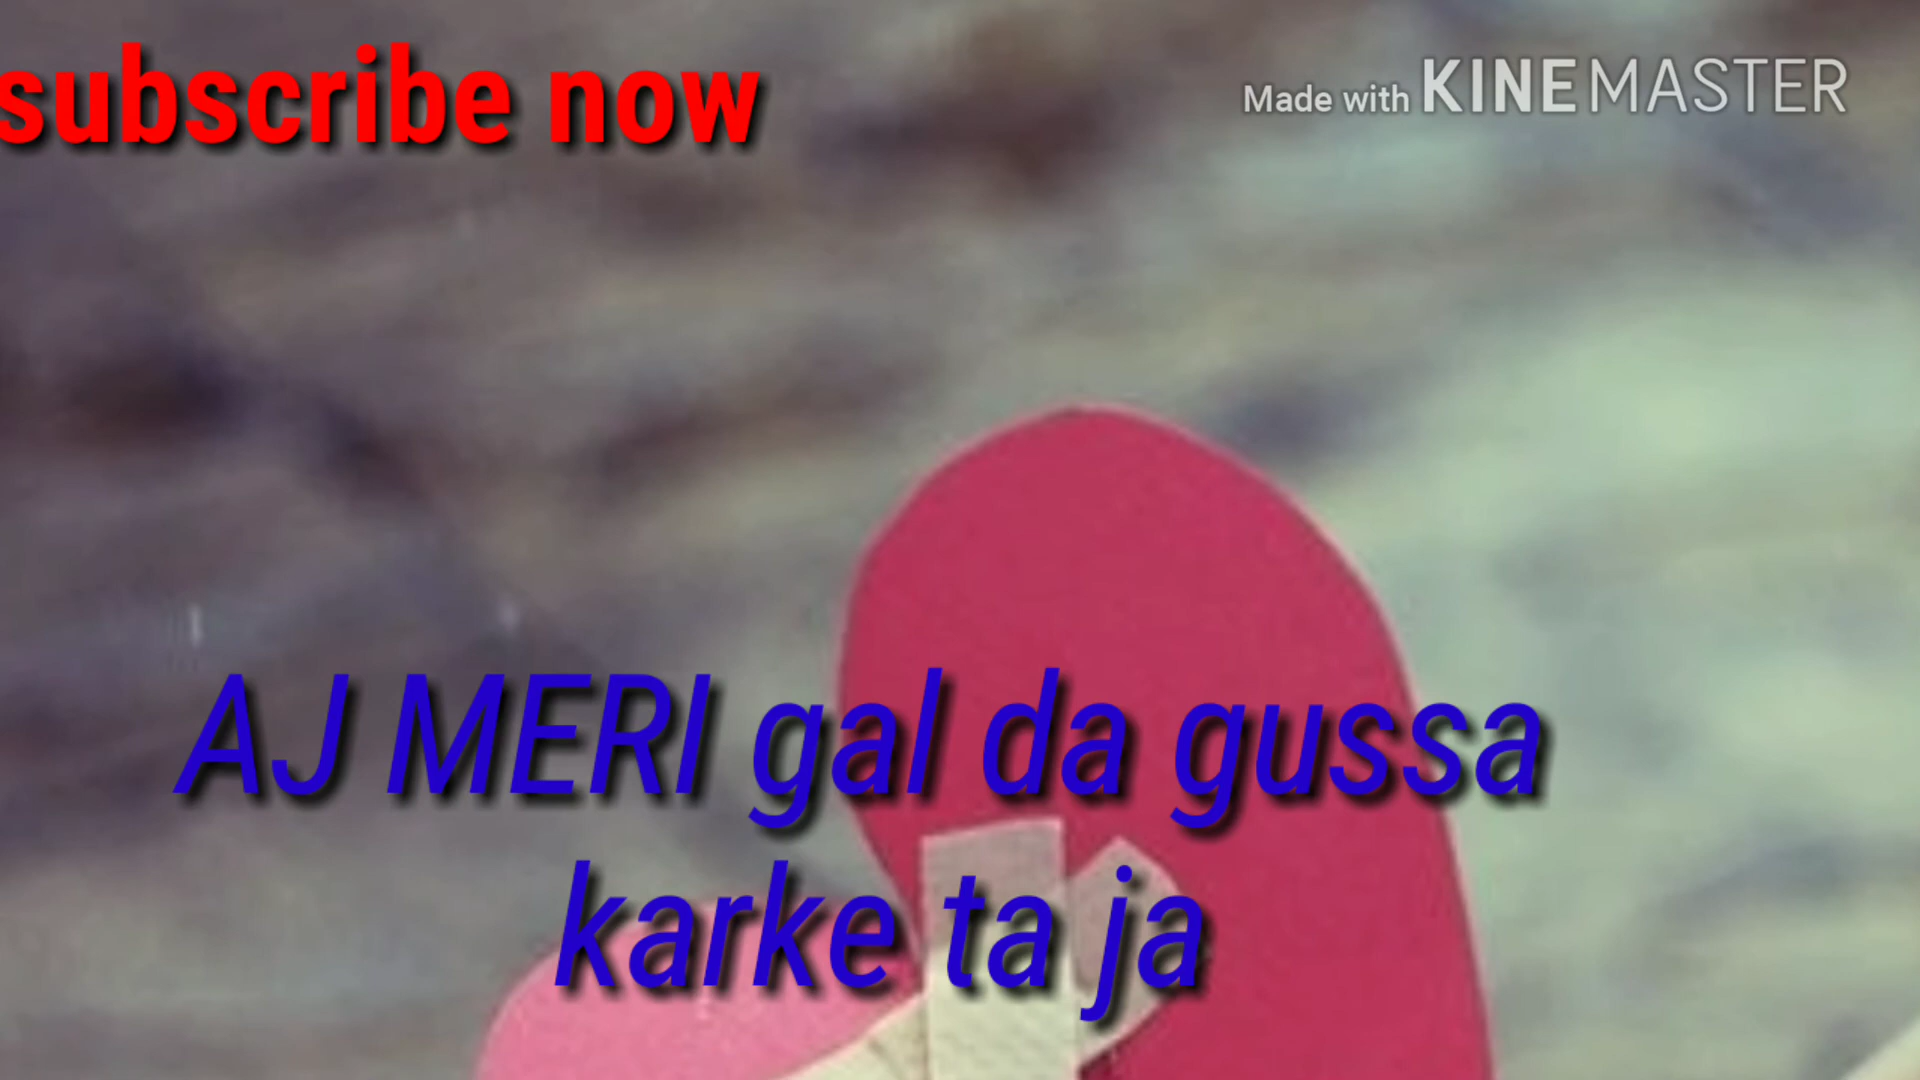 subscribe now
Made with KINEMASTER
AJ MERI gal da gussa
karke ta ja